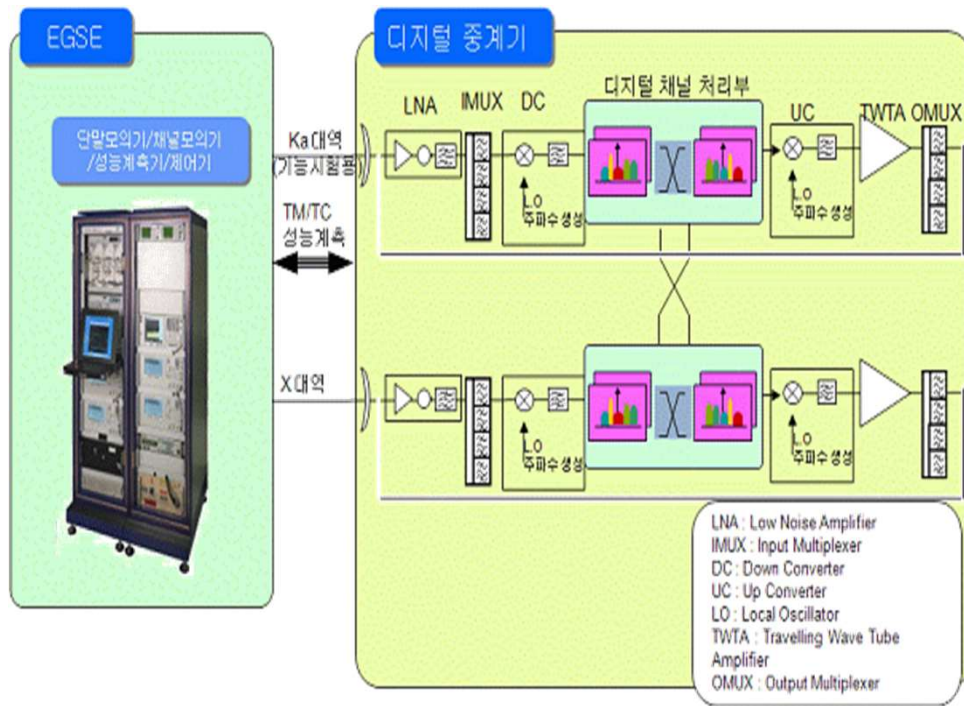 EGSE
단말모의기/채널모의기
/성능계측기/제어기
Ka대역
(기능시험용)
TM/TC
성능계측
X대역
디지털 중계기
LNA
IMUX
DC
디지털 채널 처리부
UC
TWTA
OMUX
L.O
주파수생성
L.O
주파수생성
L.O
주파수생성
L.O
주파수생성
LNA : Low Noise Amplifier
IMUX : Input Multiplexer
DC : Down Converter
UC : Up Converter
LO : Local Oscillator
TWTA : Travelling Wave Tube
Amplifier
OMUX : Output Multiplexer